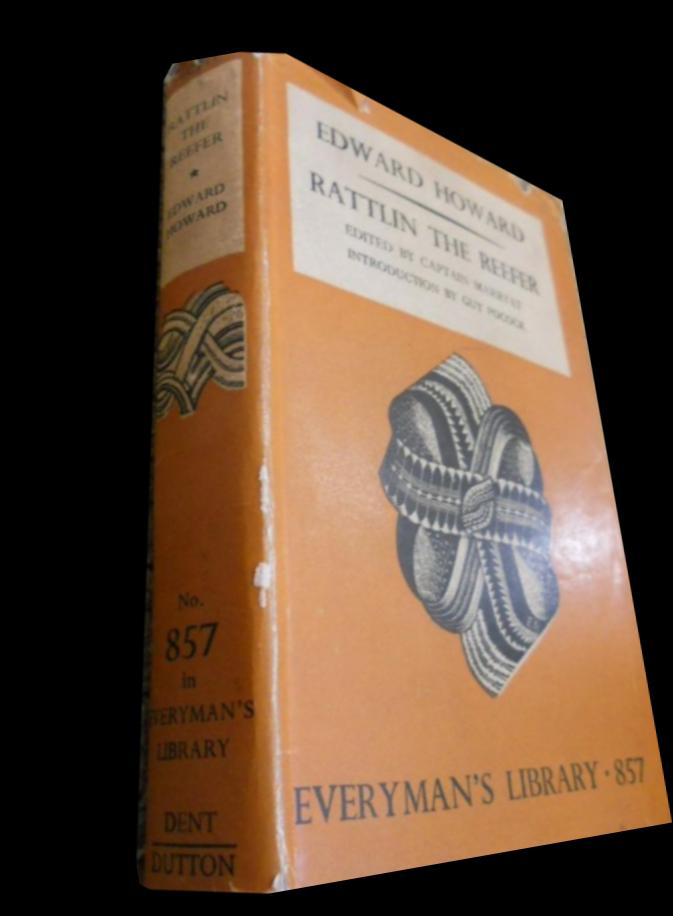 RATTLIN
THE
REEFER
EDWARD
HOWARD
No.
857
in
EVERYMAN'S
LIBRARY
DENT
DUTTON
EDWARD HOWARD
RATTLIN THE REEFER
EDITED BY CAPTAIN MARRYAT
INTRODUCTION BY GUY POCOCK
EVERYMAN'S LIBRARY · 857